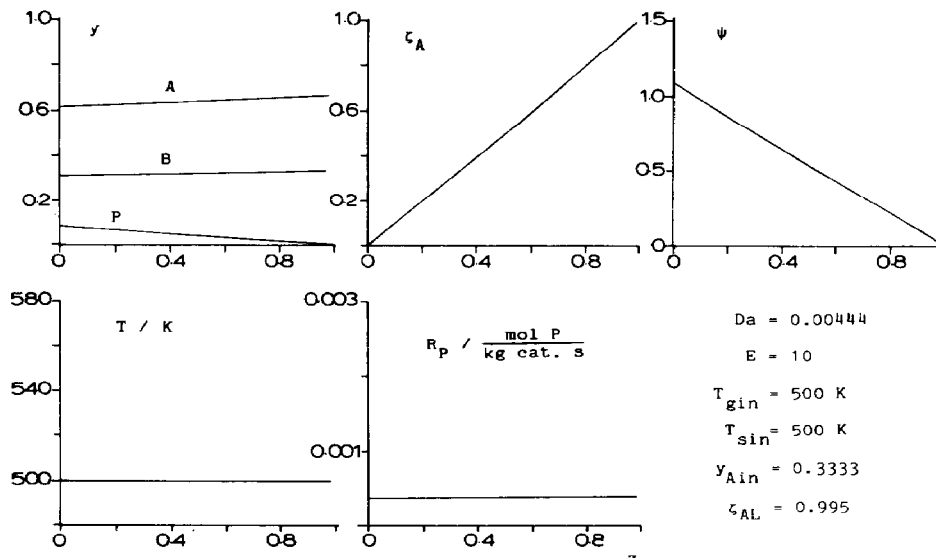 1.0
y
0.6
0.2
A
B
P
0
0.4
0.8
1.0
ζA
0.6
0.2
0
0
0.4
0.8
1.5
ψ
1.0
0.5
0
0
0.4
0.8
580
T / K
540
500
0
0.4
0.8
0.003
RP / mol P
kg cat. s
0.001
0
0.4
0.8
Da = 0.00444
E = 10
Tgin = 500 K
Tsin = 500 K
yAin = 0.3333
ζAL = 0.995